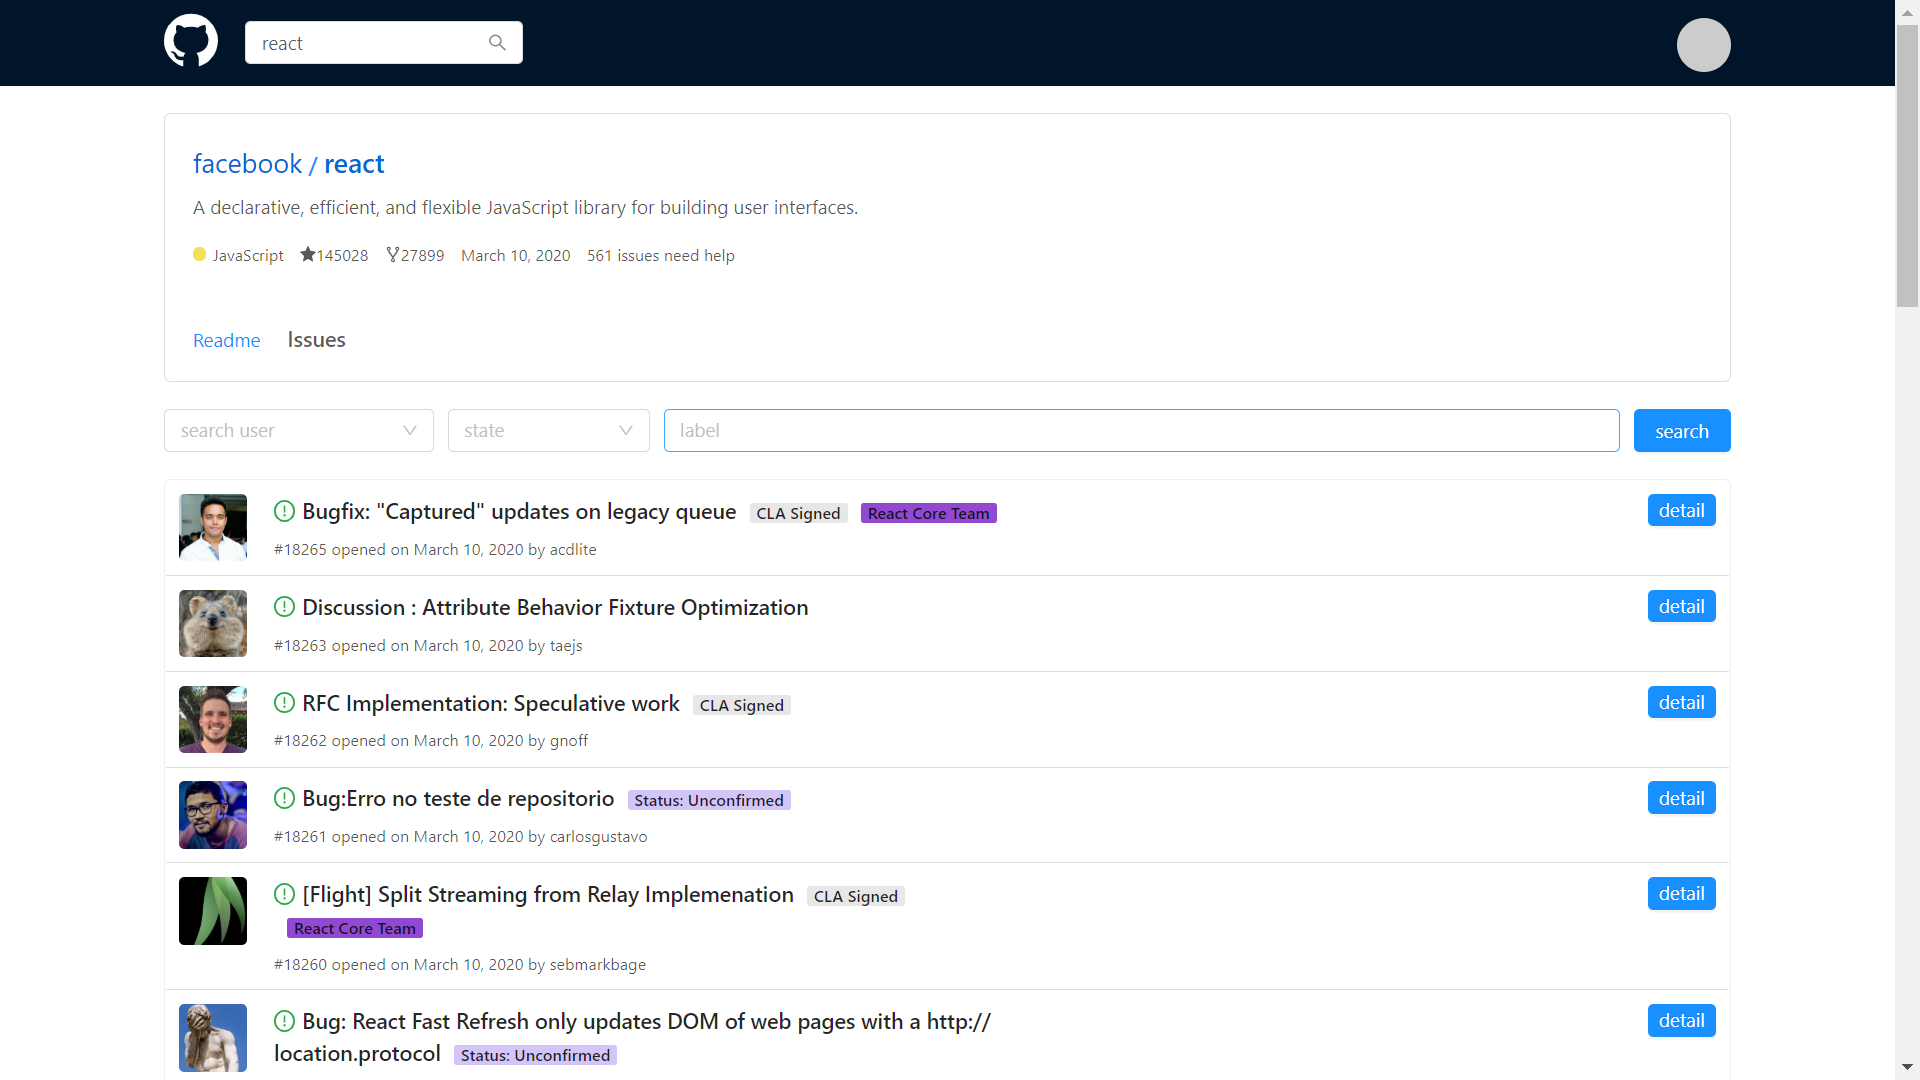 react
facebook / react
A declarative, efficient, and flexible JavaScript library for building user interfaces.
JavaScript 145028 27899 March 10, 2020 561 issues need help
Readme Issues
search user state label search
Bugfix: "Captured" updates on legacy queue CLA Signed React Core Team detail
#18265 opened on March 10, 2020 by acdlite
Discussion : Attribute Behavior Fixture Optimization detail
#18263 opened on March 10, 2020 by taejs
RFC Implementation: Speculative work CLA Signed detail
#18262 opened on March 10, 2020 by gnoff
Bug:Erro no teste de repositorio Status: Unconfirmed detail
#18261 opened on March 10, 2020 by carlosgustavo
[Flight] Split Streaming from Relay Implemenation CLA Signed detail
React Core Team
#18260 opened on March 10, 2020 by sebmarkbage
Bug: React Fast Refresh only updates DOM of web pages with a http:// detail
location.protocol Status: Unconfirmed